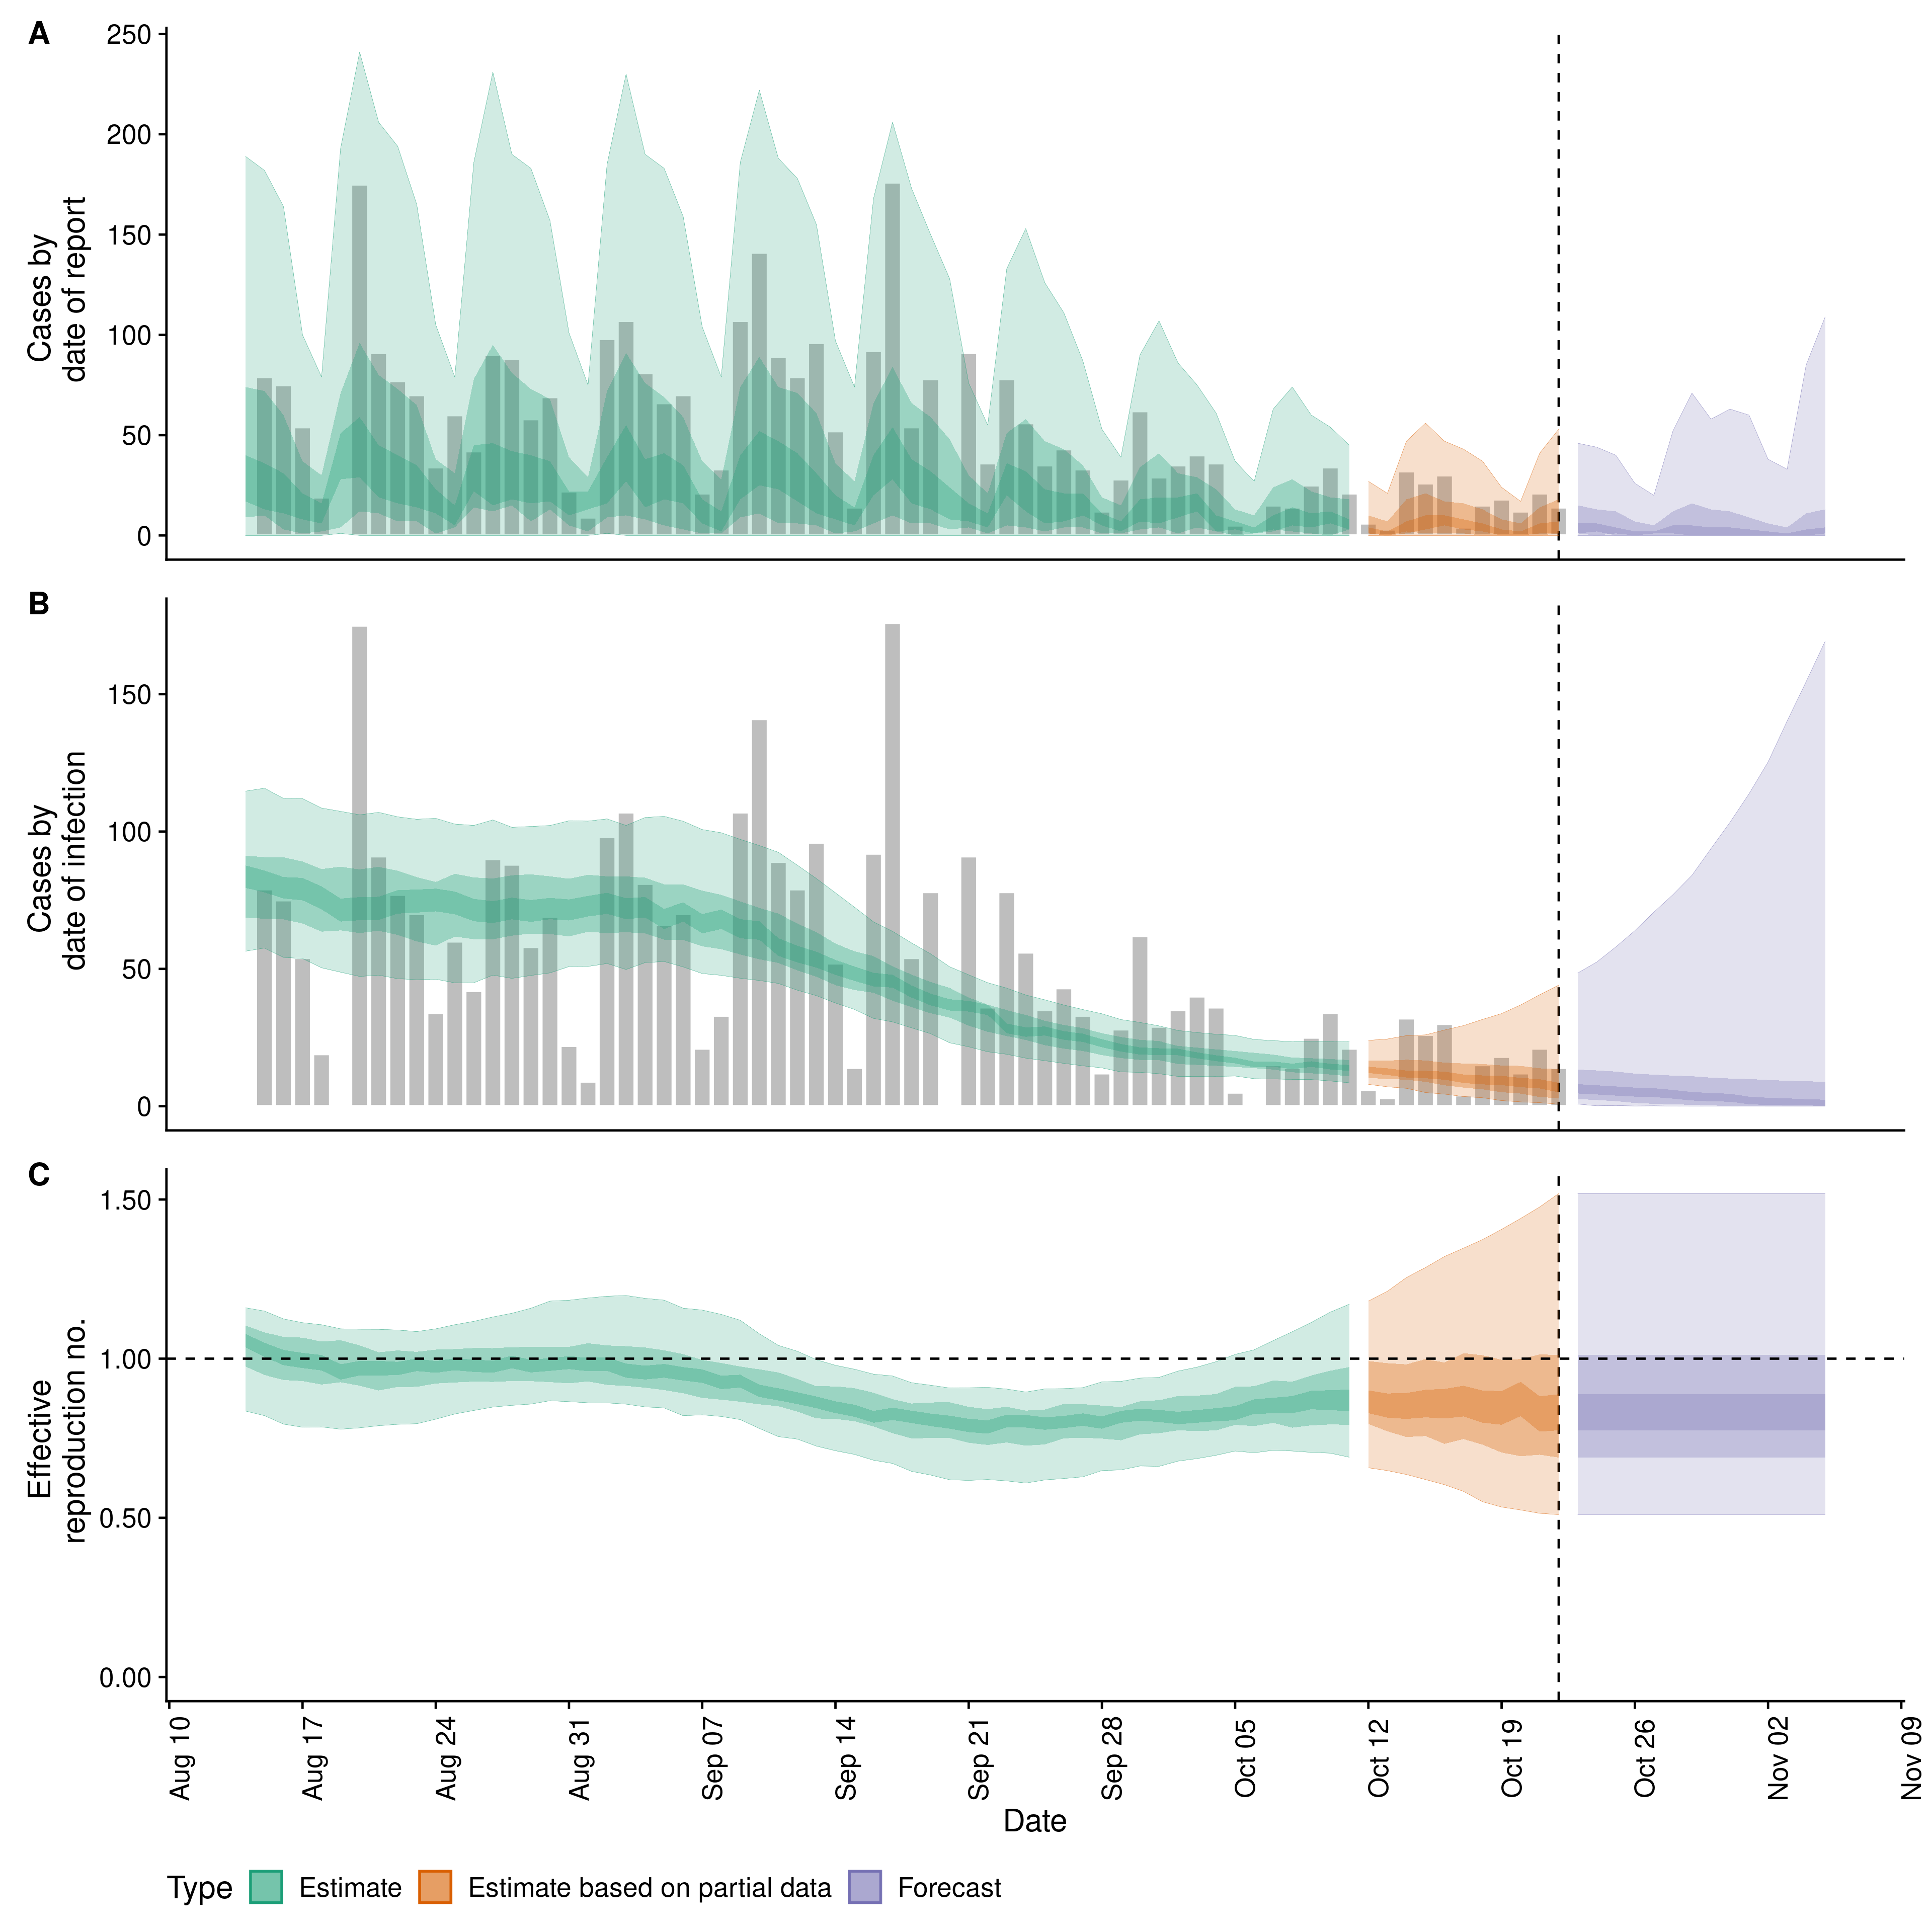 A
250
200
150
100
50
0
Cases by
date of report
B
150
100
50
0
Cases by
date of infection
C
1.50
1.00
0.50
0.00
Effective
reproduction no.
Aug 10
Aug 17
Aug 24
Aug 31
Sep 07
Sep 14
Sep 21
Sep 28
Oct 05
Oct 12
Oct 19
Oct 26
Nov 02
Nov 09
Date
Type Estimate Estimate based on partial data Forecast